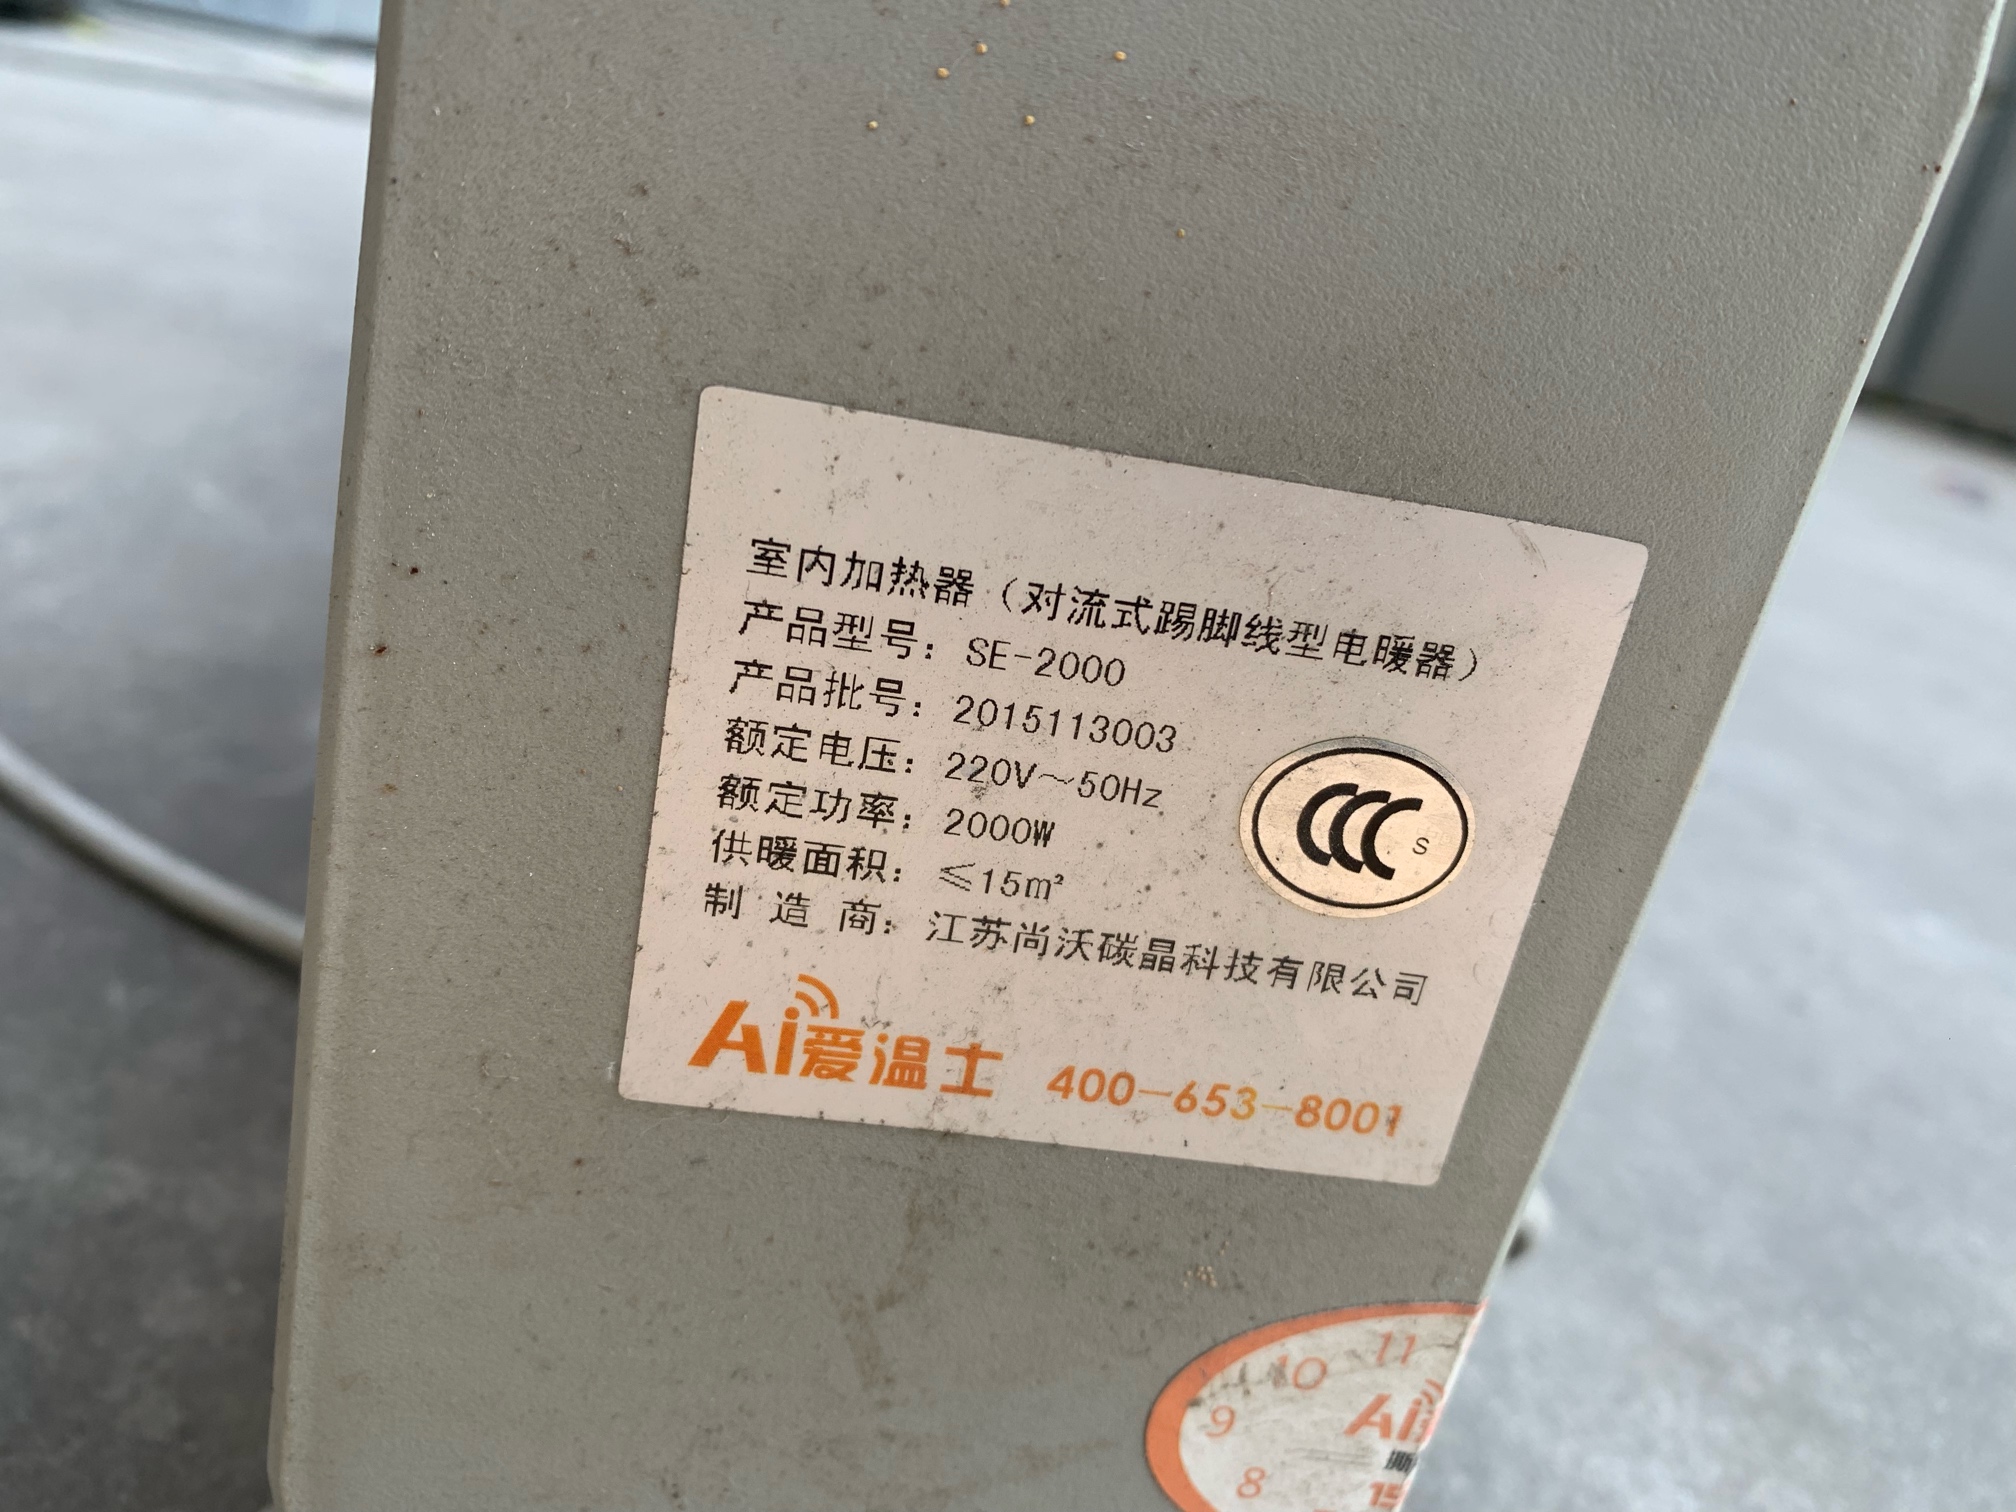 室内加热器（对流式踢脚线型电暖器）
产品型号：SE-2000
产品批号：2015113003
额定电压：220V～50Hz
额定功率：2000W
供暖面积：≤15m²
制 造 商：江苏尚沃碳晶科技有限公司
CCC S
Ai爱温士 400-653-8001
11
10
9
Ai
8
15